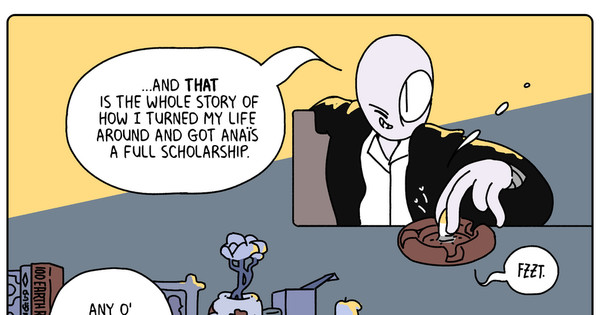 ...AND THAT
IS THE WHOLE STORY OF
HOW I TURNED MY LIFE
AROUND AND GOT ANAÏS
A FULL SCHOLARSHIP.
FZZT.
ANY O'